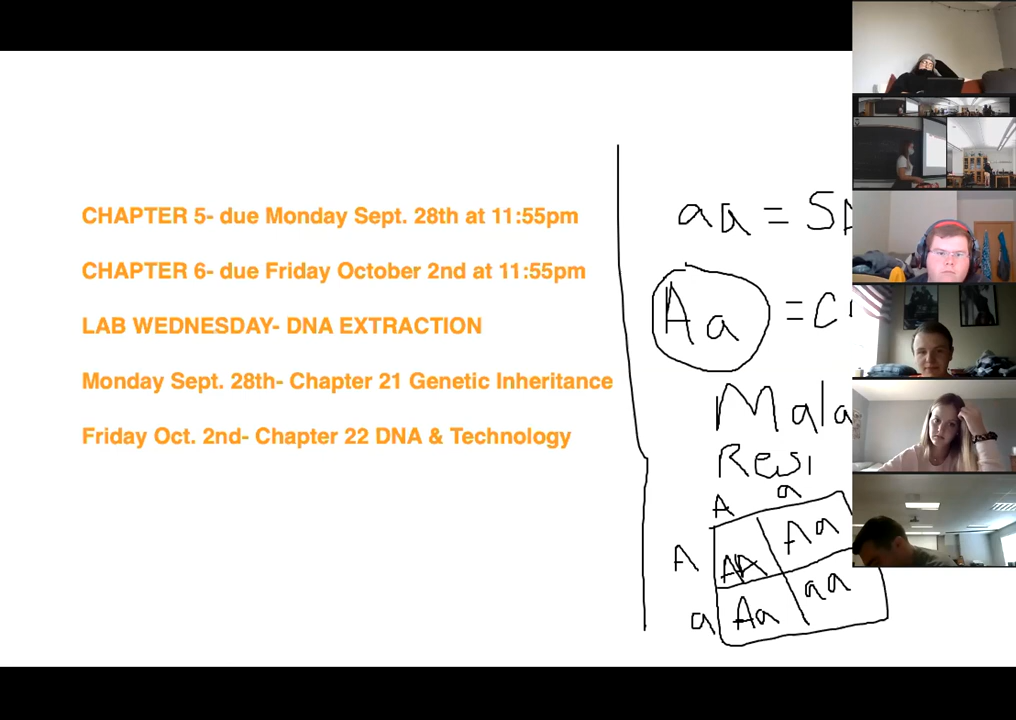 CHAPTER 5- due Monday Sept. 28th at 11:55pm
CHAPTER 6- due Friday October 2nd at 11:55pm
LAB WEDNESDAY- DNA EXTRACTION
Monday Sept. 28th- Chapter 21 Genetic Inheritance
Friday Oct. 2nd- Chapter 22 DNA & Technology
aa = S
Aa = C
Mala
Resi
A a
A AA Aa
a Aa aa